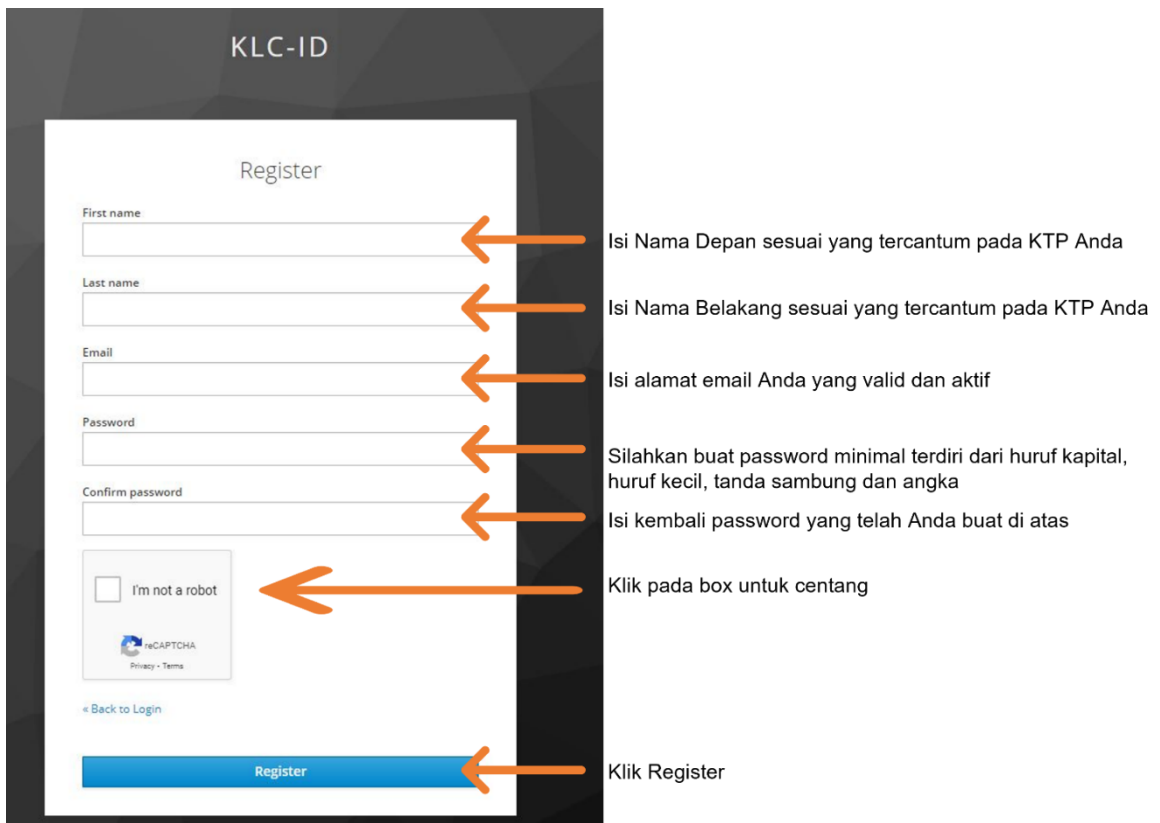 KLC-ID
Register
First name
Isi Nama Depan sesuai yang tercantum pada KTP Anda
Last name
Isi Nama Belakang sesuai yang tercantum pada KTP Anda
Email
Isi alamat email Anda yang valid dan aktif
Password
Silahkan buat password minimal terdiri dari huruf kapital,
huruf kecil, tanda sambung dan angka
Confirm password
Isi kembali password yang telah Anda buat di atas
I'm not a robot
Klik pada box untuk centang
reCAPTCHA
Privacy - Terms
« Back to Login
Register
Klik Register